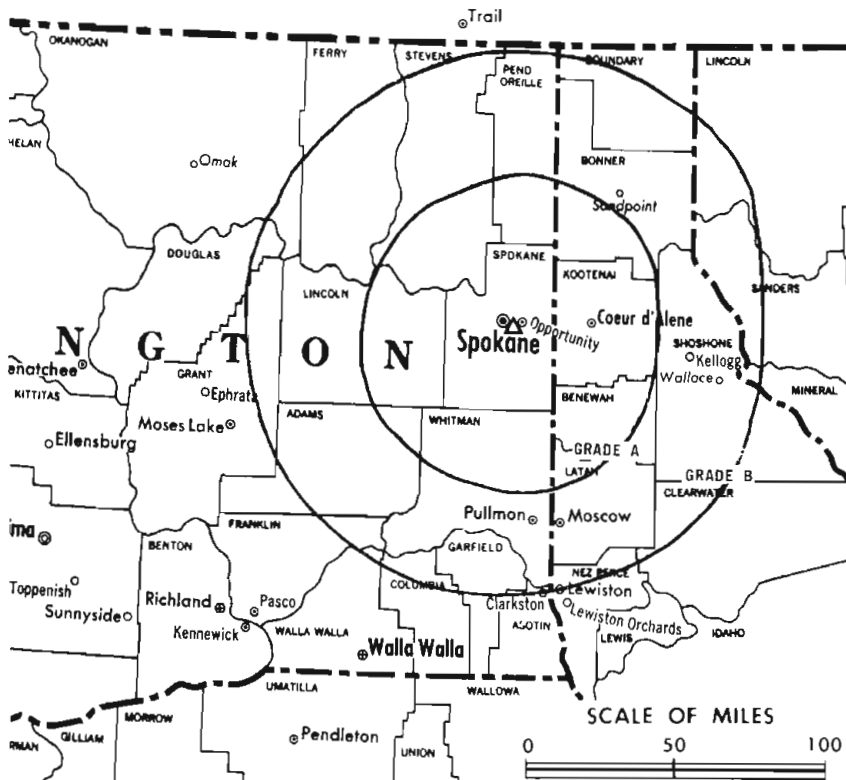 Trail
OKANOGAN
FERRY
STEVENS
PEND
OREILLE
BOUNDARY
LINCOLN
HELAN
Omak
BONNER
Sandpoint
DOUGLAS
SPOKANE
KOOTENAI
LINCOLN
SANDERS
N G T O N
Spokane
Opportunity
Coeur d'Alene
SHOSHONE
Kellogg
Wallace
enatchee
GRANT
KITTITAS
Ephrata
MINERAL
BENEWAH
Moses Lake
ADAMS
WHITMAN
Ellensburg
GRADE A
LATAH
GRADE B
CLEARWATER
Pullmon
Moscow
FRANKLIN
BENTON
GARFIELD
ima
NEZ PERCE
Toppenish
COLUMBIA
Lewiston
Clarkston
Richland
Pasco
Sunnyside
Lewiston Orchards
Kennewick
WALLA WALLA
ASOTIN
LEWIS
IDAHO
Walla Walla
UMATILLA
WALLOWA
MORROW
SCALE OF MILES
GILLIAM
Pendleton
RMAN
UNION
0 50 100